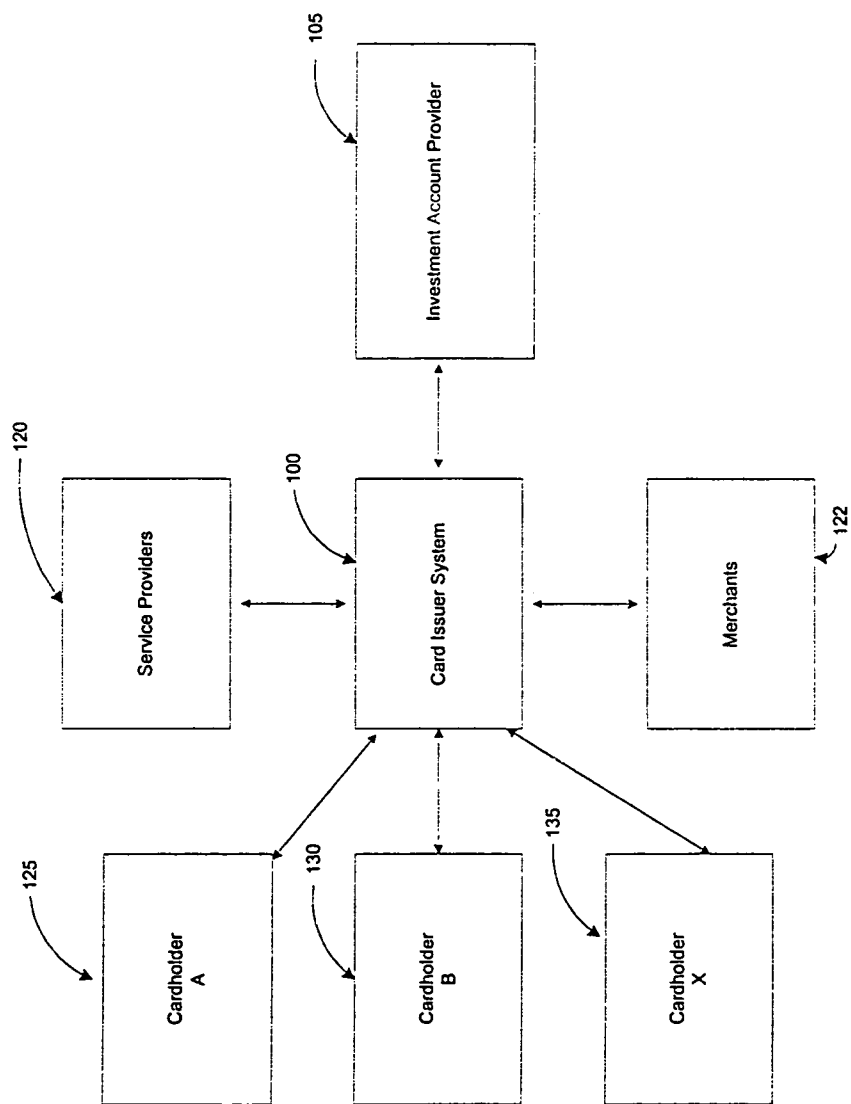 125
Cardholder
A
130
Cardholder
B
135
Cardholder
X
120
Service Providers
100
Card Issuer System
Merchants
122
105
Investment Account Provider